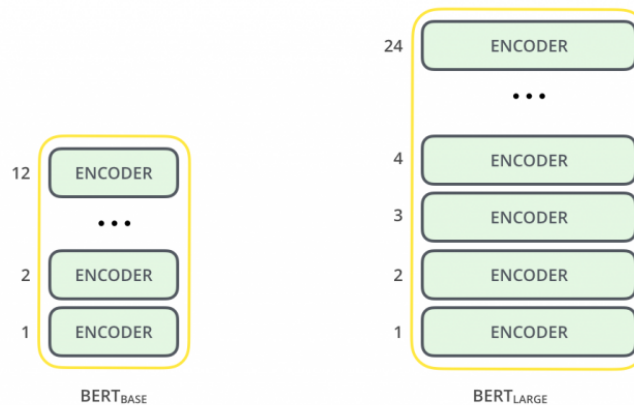 24 ENCODER
...
4 ENCODER
12 ENCODER
3 ENCODER
...
2 ENCODER
2 ENCODER
1 ENCODER
1 ENCODER
BERTBASE
BERTLARGE